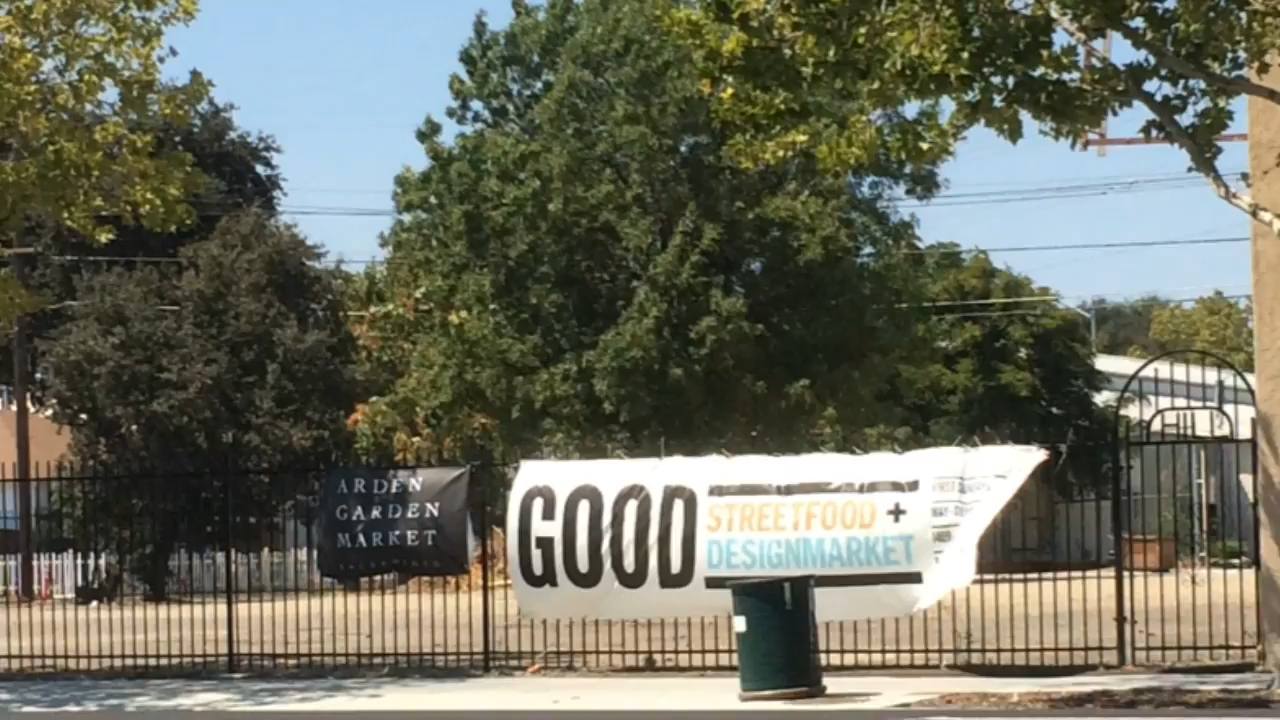 ARDEN
GARDEN
MARKET
GOOD
STREETFOOD +
DESIGNMARKET